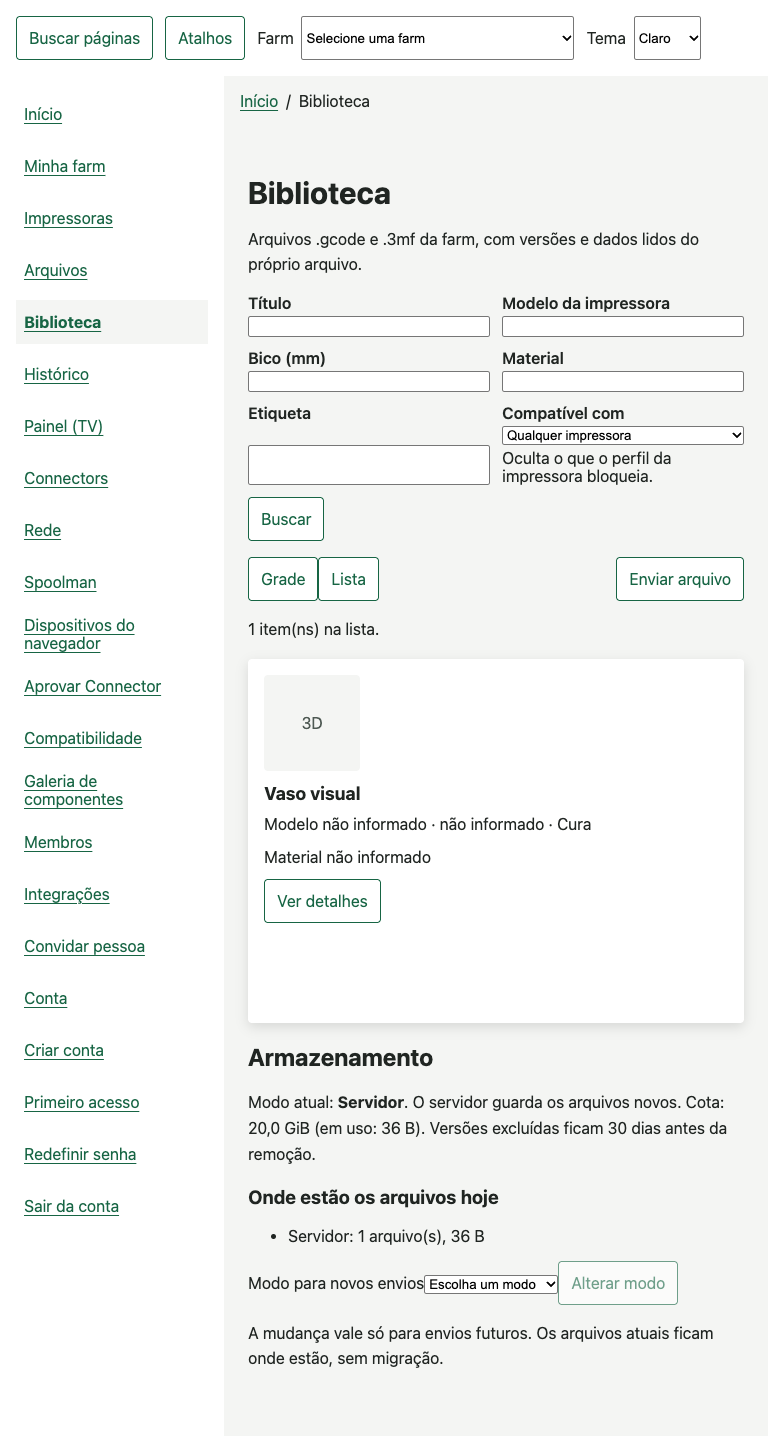 Buscar páginas
Atalhos
Farm
Selecione uma farm
Tema
Claro
Início
Minha farm
Impressoras
Arquivos
Biblioteca
Histórico
Painel (TV)
Connectors
Rede
Spoolman
Dispositivos do
navegador
Aprovar Connector
Compatibilidade
Galeria de
componentes
Membros
Integrações
Convidar pessoa
Conta
Criar conta
Primeiro acesso
Redefinir senha
Sair da conta
Início / Biblioteca
Biblioteca
Arquivos .gcode e .3mf da farm, com versões e dados lidos do
próprio arquivo.
Título
Modelo da impressora
Bico (mm)
Material
Etiqueta
Compatível com
Qualquer impressora
Oculta o que o perfil da
impressora bloqueia.
Buscar
Grade
Lista
Enviar arquivo
1 item(ns) na lista.
3D
Vaso visual
Modelo não informado · não informado · Cura
Material não informado
Ver detalhes
Armazenamento
Modo atual: Servidor. O servidor guarda os arquivos novos. Cota:
20,0 GiB (em uso: 36 B). Versões excluídas ficam 30 dias antes da
remoção.
Onde estão os arquivos hoje
• Servidor: 1 arquivo(s), 36 B
Modo para novos envios
Escolha um modo
Alterar modo
A mudança vale só para envios futuros. Os arquivos atuais ficam
onde estão, sem migração.